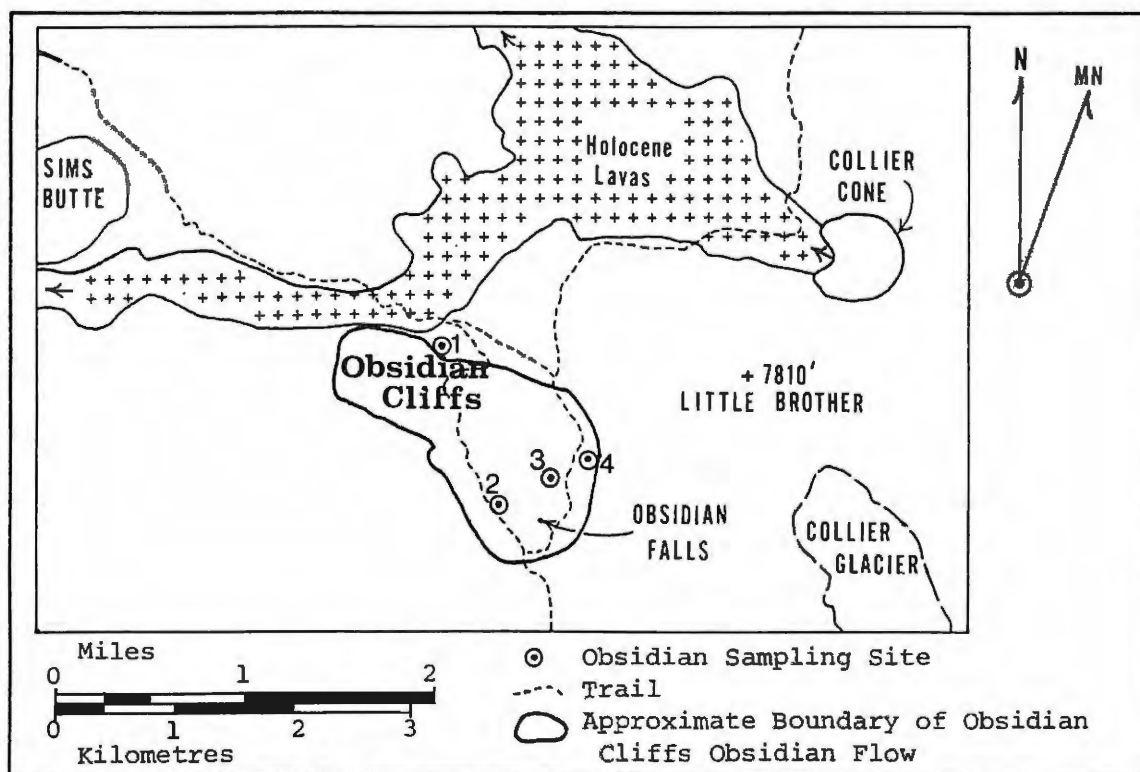 N
MN
SIMS
BUTTE
Holocene
Lavas
COLLIER
CONE
1
Obsidian
Cliffs
+ 7810'
LITTLE BROTHER
3
4
2
OBSIDIAN
FALLS
COLLIER
GLACIER
Miles
0 1 2
0 1 2 3
Kilometres
Obsidian Sampling Site
Trail
Approximate Boundary of Obsidian
Cliffs Obsidian Flow